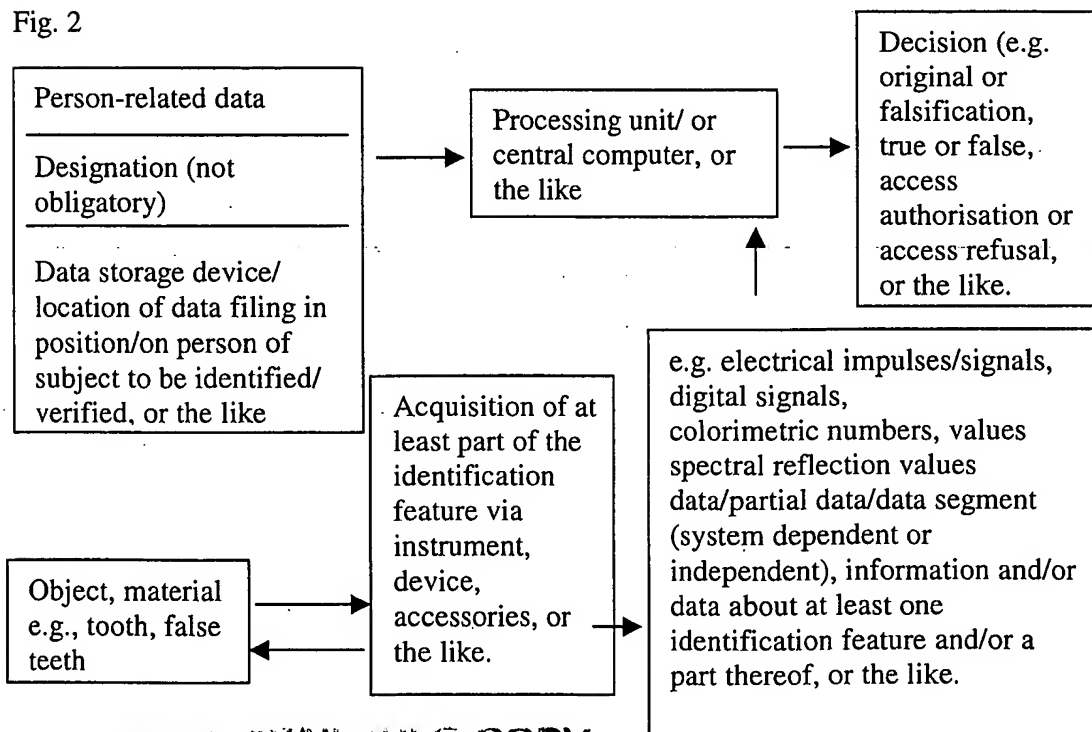 Fig. 2
Person-related data
Designation (not
obligatory)
Data storage device/
location of data filing in
position/on person of
subject to be identified/
verified, or the like
Processing unit/ or
central computer, or
the like
Decision (e.g.
original or
falsification,
true or false,
access
authorisation or
access refusal,
or the like.
Object, material
e.g., tooth, false
teeth
Acquisition of at
least part of the
identification
feature via
instrument,
device,
accessories, or
the like.
e.g. electrical impulses/signals,
digital signals,
colorimetric numbers, values
spectral reflection values
data/partial data/data segment
(system dependent or
independent), information and/or
data about at least one
identification feature and/or a
part thereof, or the like.